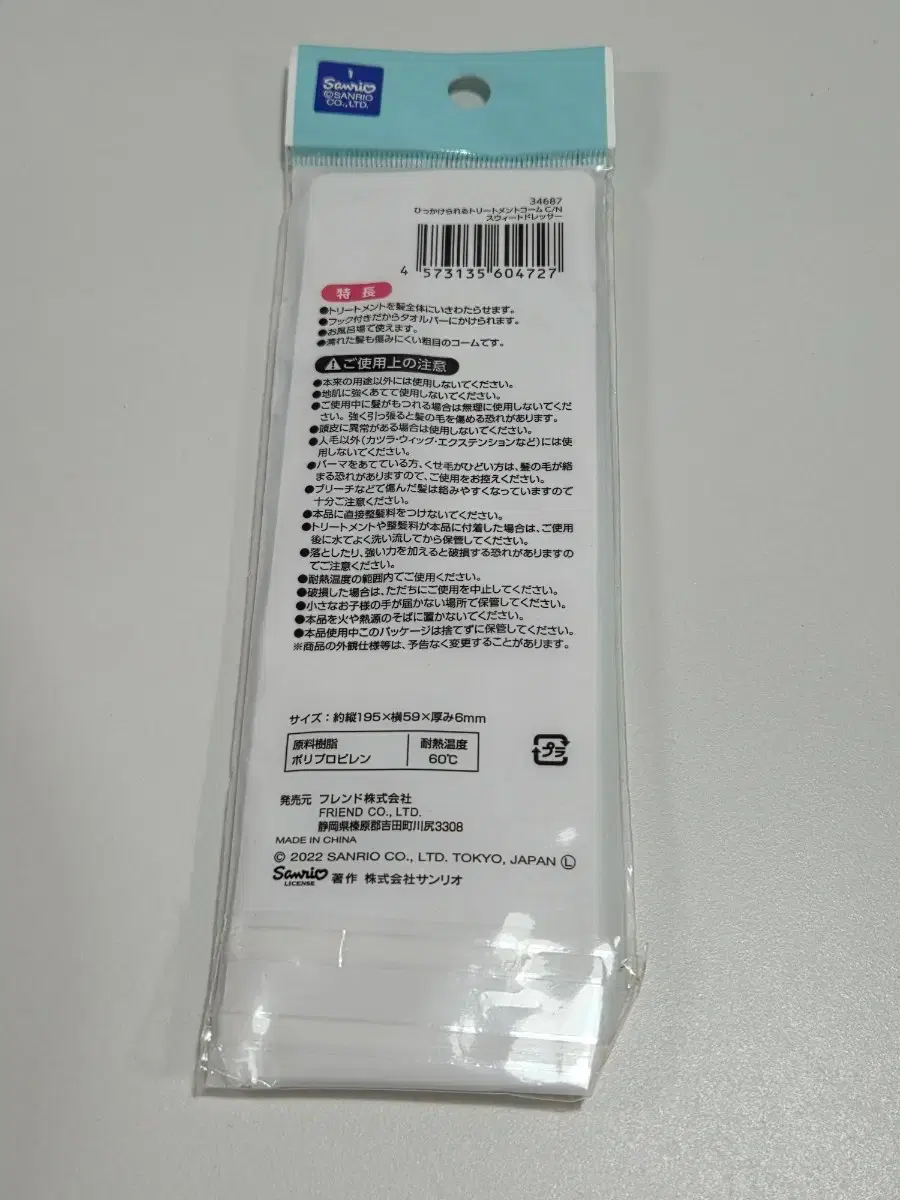 Sanrio
©SANRIO
CO.,LTD.
34687
ひっかけられるトリートメントコーム C/N
スウィートドレッサー
4 573135 604727
特長
●トリートメントを髪全体にいきわたらせます。
●フック付きだからタオルバーにかけられます。
●お風呂場で使えます。
●濡れた髪も傷みにくい粗目のコームです。
⚠ご使用上の注意
●本来の用途以外には使用しないでください。
●地肌に強くあてて使用しないでください。
●ご使用中に髪がもつれる場合は無理に使用しないでくだ
さい。強く引っ張ると髪の毛を傷める恐れがあります。
●頭皮に異常がある場合は使用しないでください。
●人毛以外(カツラ・ウィッグ・エクステンションなど)には使
用しないでください。
●パーマをあてている方、くせ毛がひどい方は、髪の毛が絡
まる恐れがありますので、ご使用をお控えください。
●ブリーチなどで傷んだ髪は絡みやすくなっていますので
十分ご注意ください。
●本品に直接整髪料をつけないでください。
●トリートメントや整髪料が本品に付着した場合は、ご使用
後に水でよく洗い流してから保管してください。
●落としたり、強い力を加えると破損する恐れがありますの
でご注意ください。
●耐熱温度の範囲内でご使用ください。
●破損した場合は、ただちにご使用を中止してください。
●小さなお子様の手が届かない場所で保管してください。
●本品を火や熱源のそばに置かないでください。
●本品使用中このパッケージは捨てずに保管してください。
※商品の外観仕様等は、予告なく変更することがあります。
サイズ：約縦195×横59×厚み6mm
原料樹脂 耐熱温度
ポリプロピレン 60℃
プラ
発売元 フレンド株式会社
FRIEND CO., LTD.
静岡県榛原郡吉田町川尻3308
MADE IN CHINA
© 2022 SANRIO CO., LTD. TOKYO, JAPAN Ⓛ
Sanrio LICENSE 著作 株式会社サンリオ